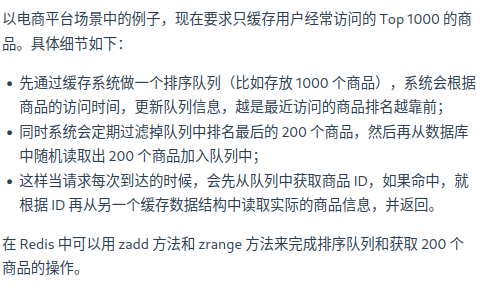 以电商平台场景中的例子，现在要求只缓存用户经常访问的 Top 1000 的商
品。具体细节如下：
• 先通过缓存系统做一个排序队列（比如存放 1000 个商品），系统会根据
商品的访问时间，更新队列信息，越是最近访问的商品排名越靠前；
• 同时系统会定期过滤掉队列中排名最后的 200 个商品，然后再从数据库
中随机读取出 200 个商品加入队列中；
• 这样当请求每次到达的时候，会先从队列中获取商品 ID，如果命中，就
根据 ID 再从另一个缓存数据结构中读取实际的商品信息，并返回。
在 Redis 中可以用 zadd 方法和 zrange 方法来完成排序队列和获取 200 个
商品的操作。